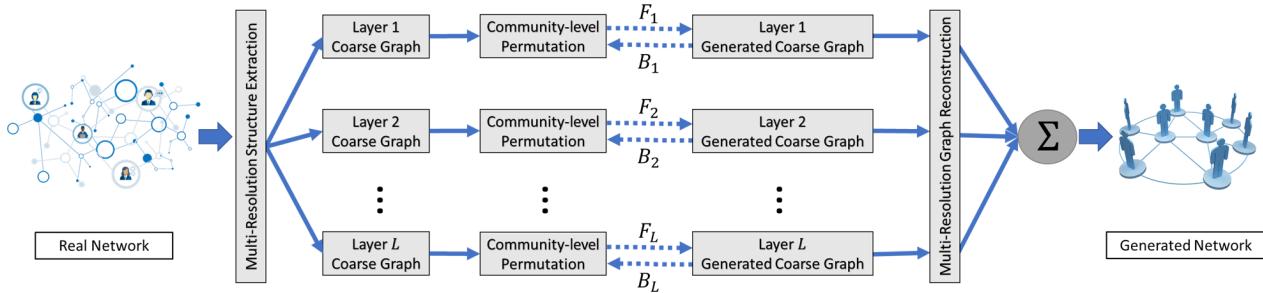 Real Network
Multi-Resolution Structure Extraction
Layer 1
Coarse Graph
Community-level
Permutation
F₁
B₁
Layer 1
Generated Coarse Graph
Layer 2
Coarse Graph
Community-level
Permutation
F₂
B₂
Layer 2
Generated Coarse Graph
Layer L
Coarse Graph
Community-level
Permutation
F_L
B_L
Layer L
Generated Coarse Graph
Multi-Resolution Graph Reconstruction
Σ
Generated Network